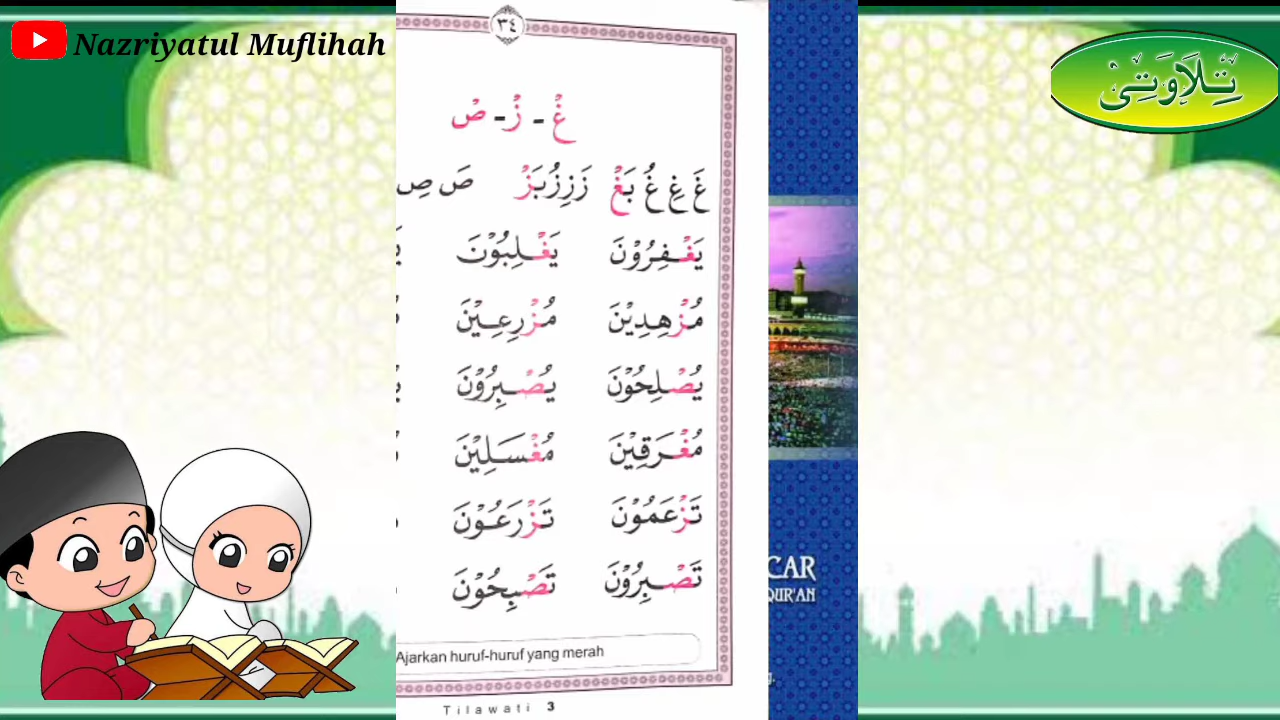 Nazriyatul Muflihah
تِلَاوَتِى
٣٤
غْ - زْ - صْ
غَ غِ غُ بَغْ زَ زِ زُ بَزْ صَ صِ
يَغْفِرُوْنَ يَغْلِبُوْنَ
مُزْهِدِيْنَ مُزْرِعِيْنَ
يُصْلِحُوْنَ يُصْبِرُوْنَ
مُغْرَقِيْنَ مُغْسَلِيْنَ
تَزْعَمُوْنَ تَزْرَعُوْنَ
تَصْبِرُوْنَ تَصْبِحُوْنَ
Ajarkan huruf-huruf yang merah
Tilawati 3
CAR
QUR'AN